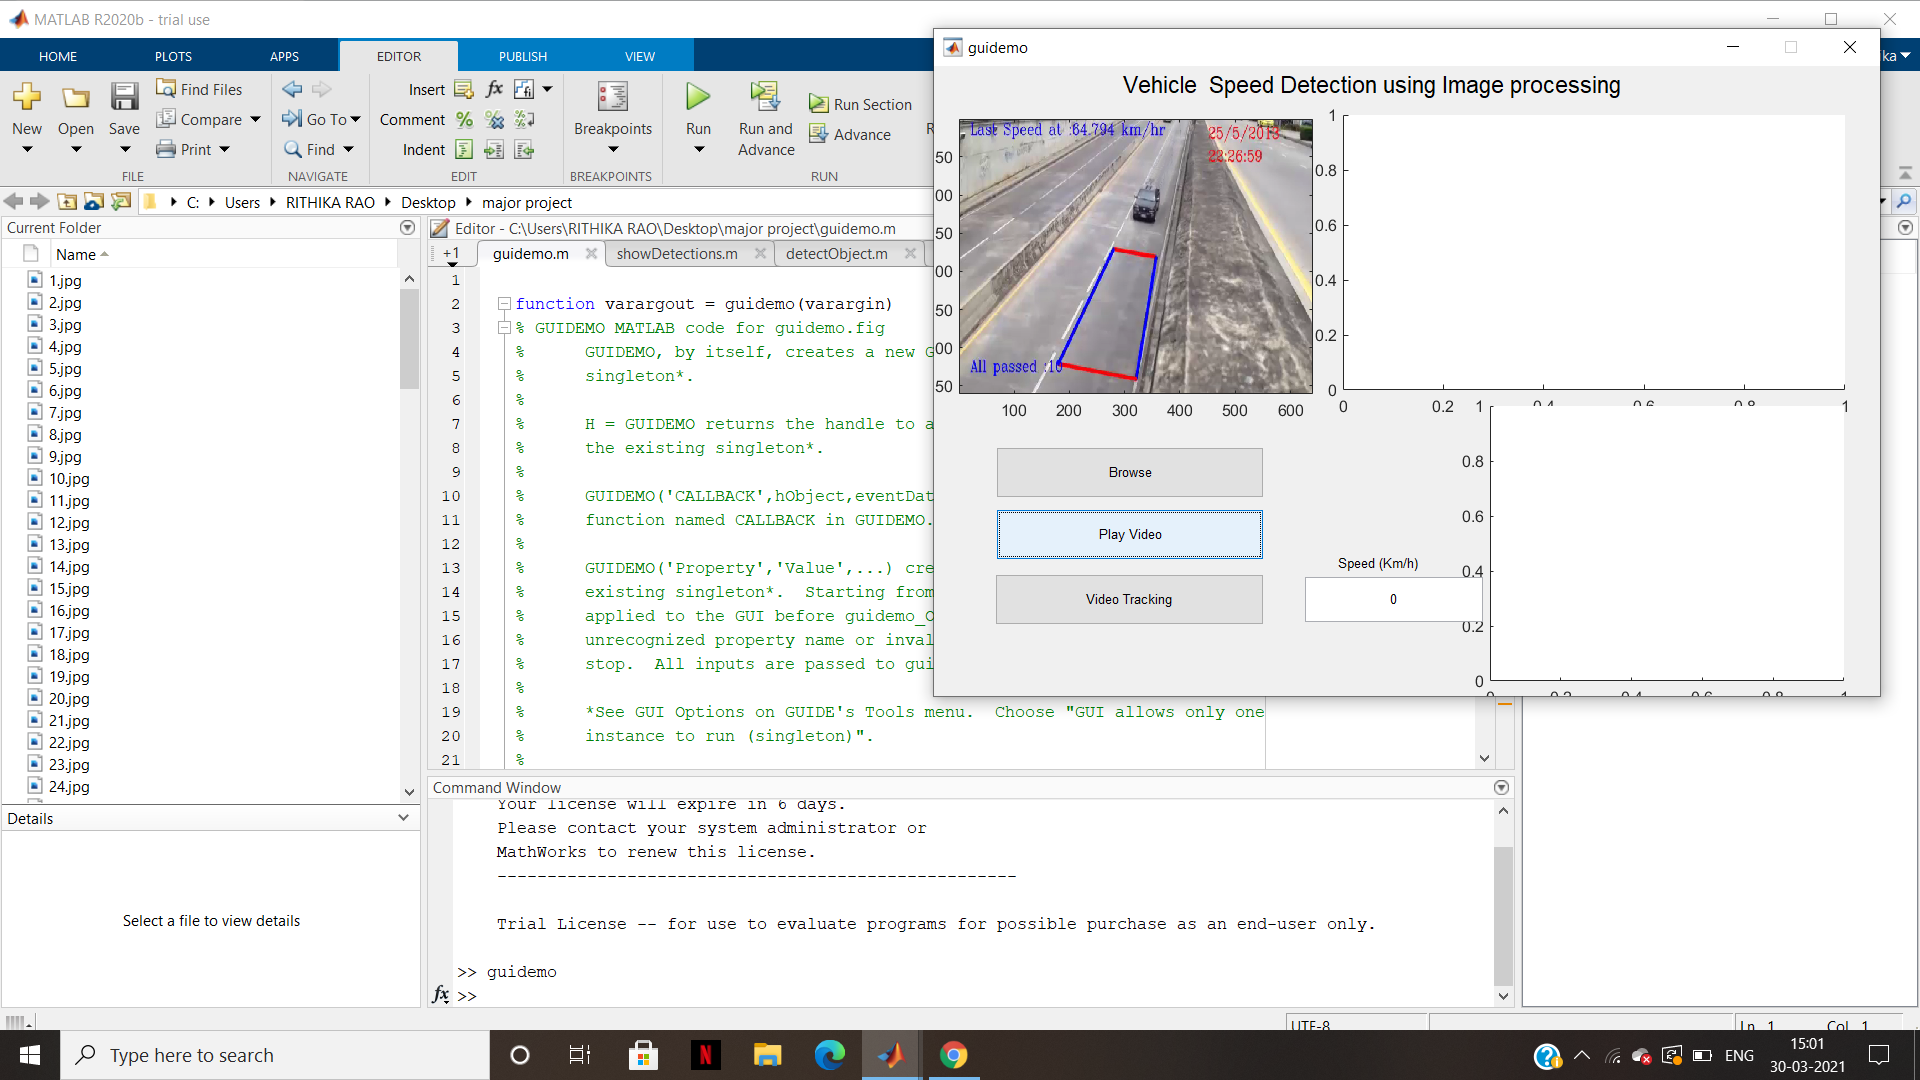 MATLAB R2020b - trial use
HOME PLOTS APPS EDITOR PUBLISH VIEW
New Open Save Find Files Compare Print
FILE
Go To Find
NAVIGATE
Insert fx
Comment
Indent
EDIT
Breakpoints
BREAKPOINTS
Run Run and Advance Run Section Advance
RUN
C: Users RITHIKA RAO Desktop major project
Current Folder
Name
1.jpg
2.jpg
3.jpg
4.jpg
5.jpg
6.jpg
7.jpg
8.jpg
9.jpg
10.jpg
11.jpg
12.jpg
13.jpg
14.jpg
15.jpg
16.jpg
17.jpg
18.jpg
19.jpg
20.jpg
21.jpg
22.jpg
23.jpg
24.jpg
Details
Select a file to view details
Editor - C:\Users\RITHIKA RAO\Desktop\major project\guidemo.m
+1 guidemo.m showDetections.m detectObject.m
1
2 function varargout = guidemo(varargin)
3 % GUIDEMO MATLAB code for guidemo.fig
4 % GUIDEMO, by itself, creates a new G
5 % singleton*.
6 %
7 % H = GUIDEMO returns the handle to a
8 % the existing singleton*.
9 %
10 % GUIDEMO('CALLBACK',hObject,eventDat
11 % function named CALLBACK in GUIDEMO.
12 %
13 % GUIDEMO('Property','Value',...) cre
14 % existing singleton*.  Starting from
15 % applied to the GUI before guidemo_O
16 % unrecognized property name or inval
17 % stop.  All inputs are passed to gui
18 %
19 % *See GUI Options on GUIDE's Tools menu.  Choose "GUI allows only one
20 % instance to run (singleton)".
21 %
Command Window
Your license will expire in 6 days.
Please contact your system administrator or
MathWorks to renew this license.
----------------------------------------------------
Trial License -- for use to evaluate programs for possible purchase as an end-user only.
>> guidemo
fx >>
guidemo
Vehicle  Speed Detection using Image processing
Last Speed at :64.794 km/hr
25/5/2013
23:26:59
All passed :10
50
00
50
00
50
00
50
100 200 300 400 500 600
1
0.8
0.6
0.4
0.2
0
0 0.2 0.4 0.6 0.8 1
1
0.8
0.6
0.4
0.2
0
0 0.2 0.4 0.6 0.8 1
Browse
Play Video
Video Tracking
Speed (Km/h)
0
ika
UTF-8
Ln 1 Col 1
Type here to search
ENG
15:01
30-03-2021